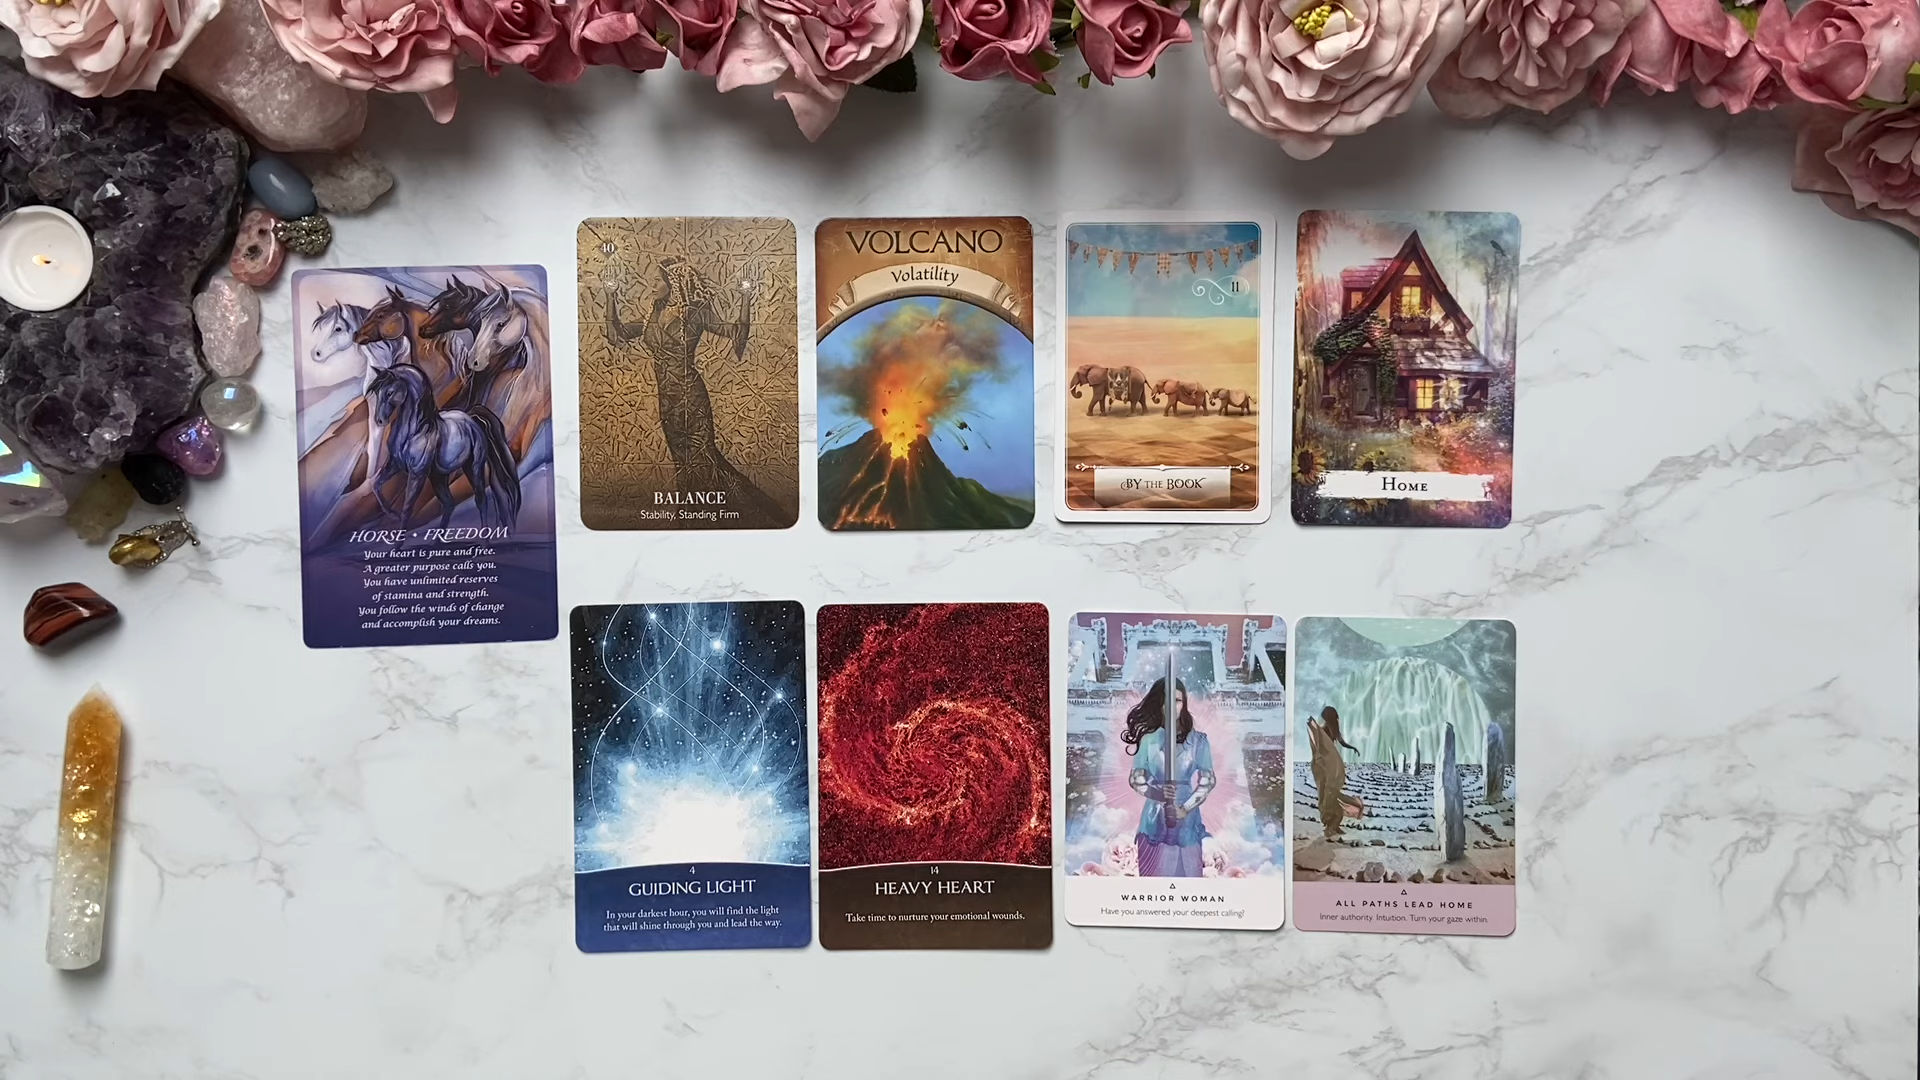 HORSE • FREEDOM
Your heart is pure and free.
A greater purpose calls you.
You have unlimited reserves
of stamina and strength.
You follow the winds of change
and accomplish your dreams.
40
BALANCE
Stability, Standing Firm
VOLCANO
Volatility
11
BY THE BOOK
HOME
4
GUIDING LIGHT
In your darkest hour, you will find the light
that will shine through you and lead the way.
14
HEAVY HEART
Take time to nurture your emotional wounds.
WARRIOR WOMAN
Have you answered your deepest calling?
ALL PATHS LEAD HOME
Inner authority. Intuition. Turn your gaze within.